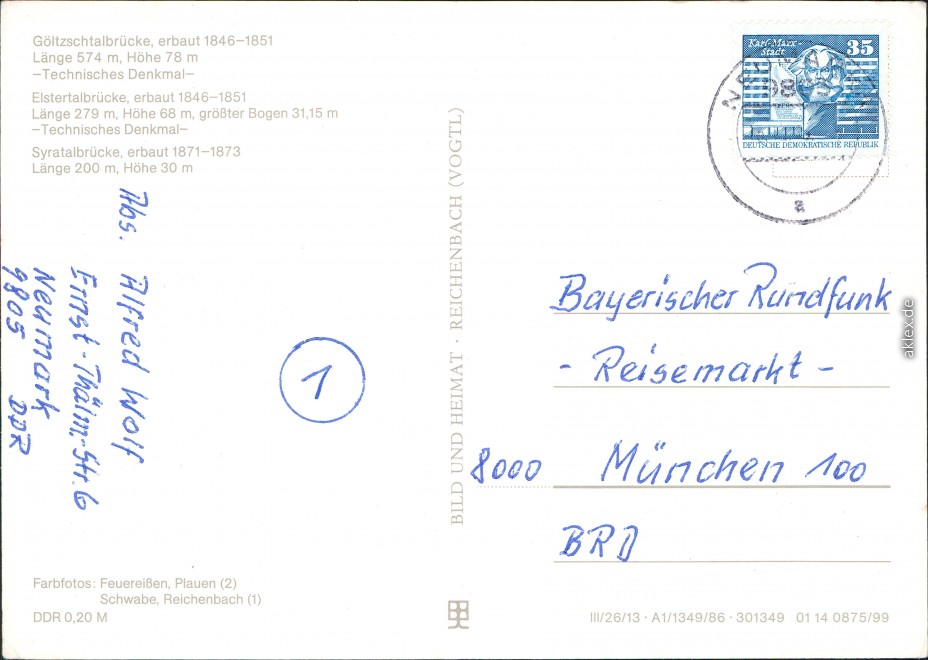 Göltzschtalbrücke, erbaut 1846–1851
Länge 574 m, Höhe 78 m
–Technisches Denkmal–
Elstertalbrücke, erbaut 1846–1851
Länge 279 m, Höhe 68 m, größter Bogen 31,15 m
–Technisches Denkmal–
Syratalbrücke, erbaut 1871–1873
Länge 200 m, Höhe 30 m
Abs. Alfred Wolf
Ernst-Thälm.-Str. 6
Neumark
9805 DDR
1
Farbfotos: Feuereißen, Plauen (2)
Schwabe, Reichenbach (1)
DDR 0,20 M
BILD UND HEIMAT · REICHENBACH (VOGTL)
Karl-Marx-
Stadt
35
DEUTSCHE DEMOKRATISCHE REPUBLIK
a
Bayerischer Rundfunk
- Reisemarkt -
8000 München 100
BRD
III/26/13 · A1/1349/86 · 301349 01 14 0875/99
aklex.de